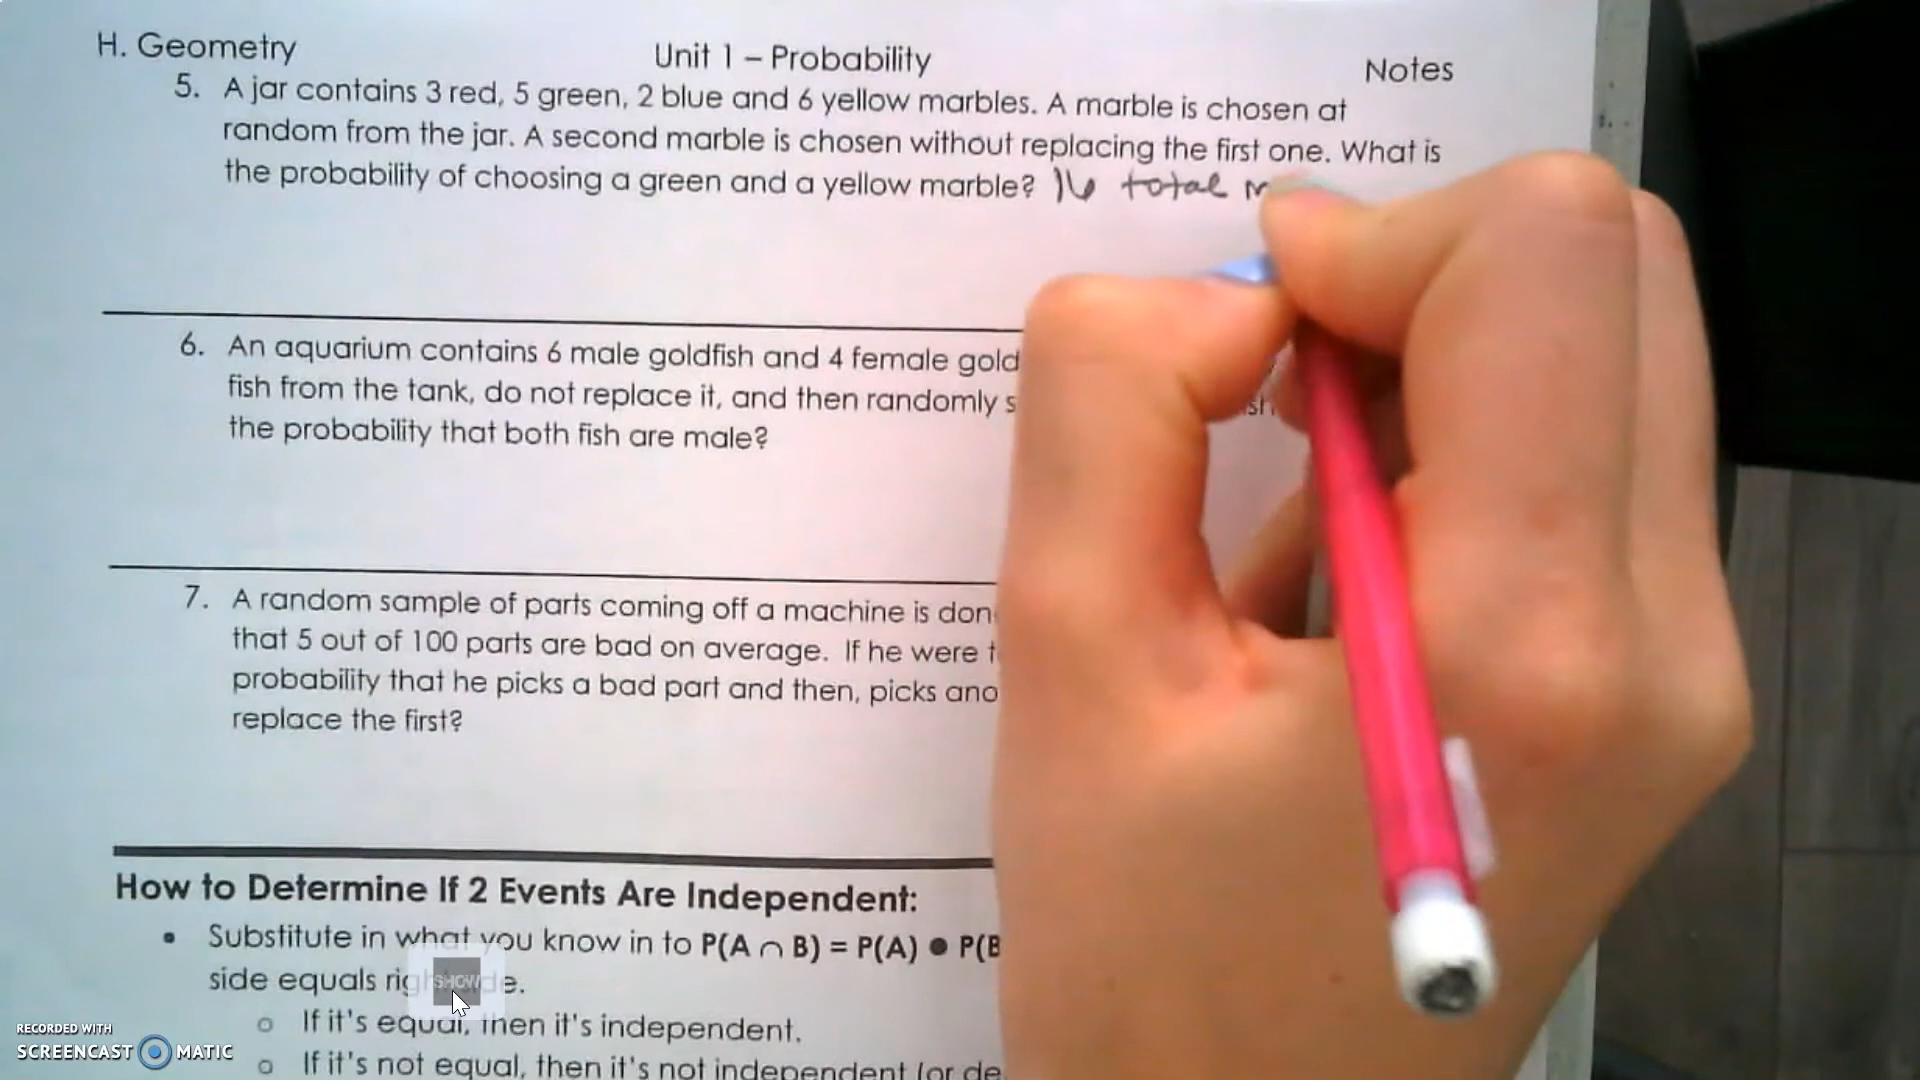 H. Geometry Unit 1 – Probability Notes
5. A jar contains 3 red, 5 green, 2 blue and 6 yellow marbles. A marble is chosen at
random from the jar. A second marble is chosen without replacing the first one. What is
the probability of choosing a green and a yellow marble? 16 total
6. An aquarium contains 6 male goldfish and 4 female
fish from the tank, do not replace it, and then randomly
the probability that both fish are male?
7. A random sample of parts coming off a machine is
that 5 out of 100 parts are bad on average. If he were
probability that he picks a bad part and then, picks
replace the first?
How to Determine If 2 Events Are Independent:
• Substitute in what you know in to P(A ∩ B) = P(A) ●
side equals
SHOW
o If it's equal, then it's independent.
o If it's not equal, then it's not independent (or
RECORDED WITH
SCREENCAST MATIC